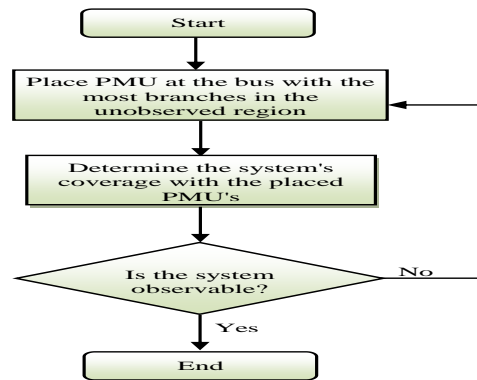 Start
Place PMU at the bus with the
most branches in the
unobserved region
Determine the system's
coverage with the placed
PMU's
Is the system
observable?
No
Yes
End